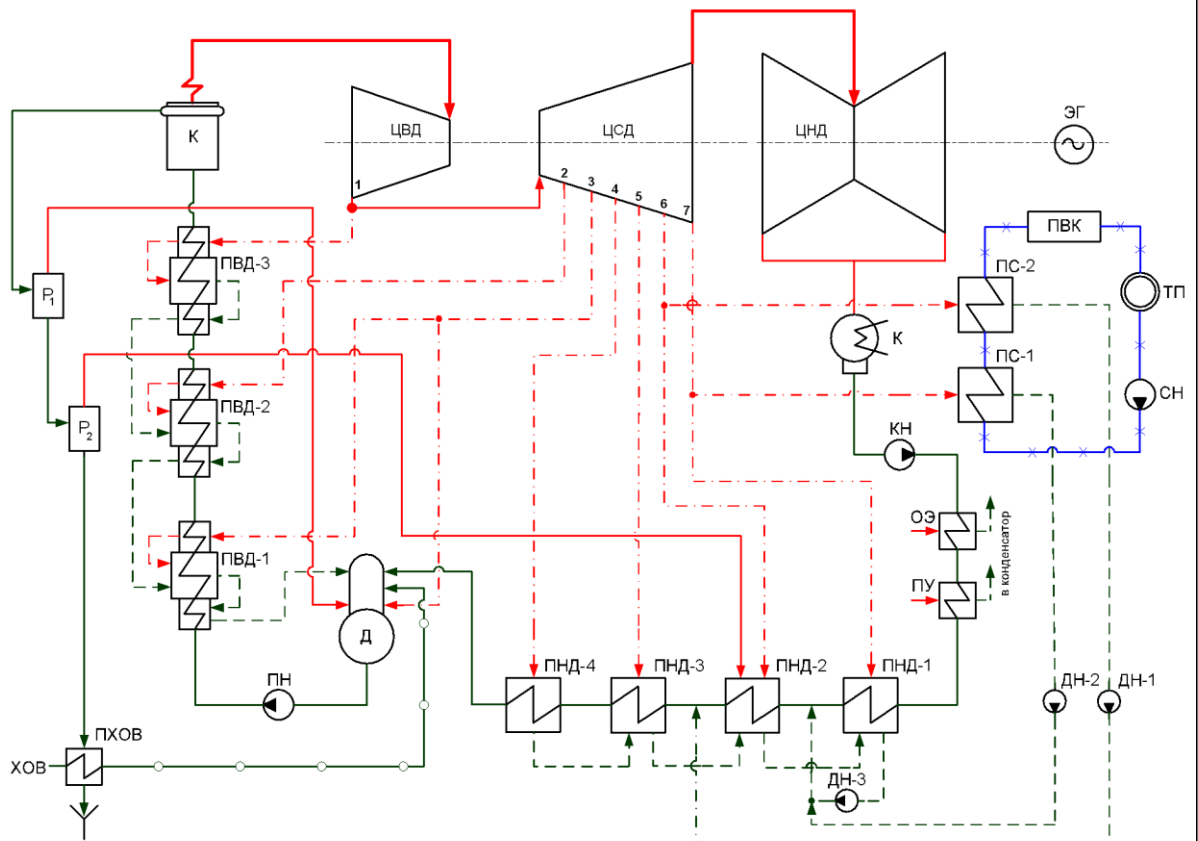 ЭГ
ЦВД
ЦСД
ЦНД
К
1
2
3
4
5
6
7
ПВК
ПВД-3
ПС-2
Р1
ТП
К
ПС-1
ПВД-2
СН
Р2
КН
ОЭ
ПВД-1
в конденсатор
ПУ
Д
ПНД-4
ПНД-3
ПНД-2
ПНД-1
ДН-2
ДН-1
ПН
ПХОВ
ХОВ
ДН-3